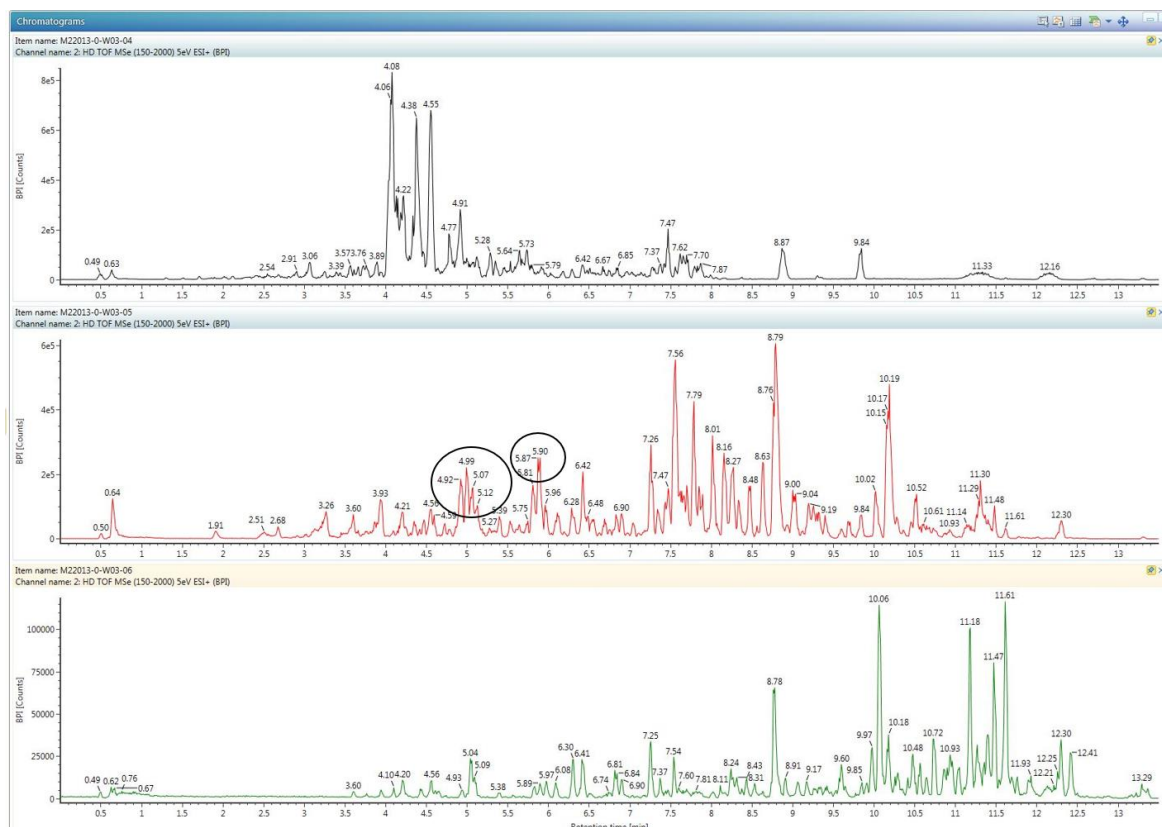 Chromatograms
Item name: M22013-0-W03-04
Channel name: 2: HD TOF MSe (150-2000) 5eV ESI+ (BPI)
BPI [Counts]
8e5
6e5
4e5
2e5
0
0.49 0.63 2.54 2.91 3.06 3.39 3.57 3.76 3.89 4.06 4.08 4.22 4.38 4.55 4.77 4.91 5.28 5.64 5.73 5.79 6.42 6.67 6.85 7.37 7.47 7.62 7.70 7.87 8.87 9.84 11.33 12.16
0.5 1 1.5 2 2.5 3 3.5 4 4.5 5 5.5 6 6.5 7 7.5 8 8.5 9 9.5 10 10.5 11 11.5 12 12.5 13
Item name: M22013-0-W03-05
Channel name: 2: HD TOF MSe (150-2000) 5eV ESI+ (BPI)
BPI [Counts]
6e5
4e5
2e5
0
0.50 0.64 1.91 2.51 2.68 3.26 3.60 3.93 4.21 4.56 4.59 4.92 4.99 5.07 5.12 5.27 5.39 5.75 5.81 5.87 5.90 5.96 6.28 6.42 6.48 6.90 7.26 7.47 7.56 7.79 8.01 8.16 8.27 8.48 8.63 8.76 8.79 9.00 9.04 9.19 9.84 10.02 10.15 10.17 10.19 10.52 10.61 10.93 11.14 11.29 11.30 11.48 11.61 12.30
0.5 1 1.5 2 2.5 3 3.5 4 4.5 5 5.5 6 6.5 7 7.5 8 8.5 9 9.5 10 10.5 11 11.5 12 12.5 13
Item name: M22013-0-W03-06
Channel name: 2: HD TOF MSe (150-2000) 5eV ESI+ (BPI)
BPI [Counts]
100000
75000
50000
25000
0
0.49 0.62 0.76 0.67 3.60 4.10 4.20 4.56 4.93 5.04 5.09 5.38 5.89 5.97 6.08 6.30 6.41 6.74 6.81 6.84 6.90 7.25 7.37 7.54 7.60 7.81 8.11 8.24 8.43 8.31 8.78 8.91 9.17 9.60 9.85 9.97 10.06 10.18 10.48 10.72 10.93 11.18 11.47 11.61 11.93 12.21 12.25 12.30 12.41 13.29
0.5 1 1.5 2 2.5 3 3.5 4 4.5 5 5.5 6 6.5 7 7.5 8 8.5 9 9.5 10 10.5 11 11.5 12 12.5 13
Retention time [min]